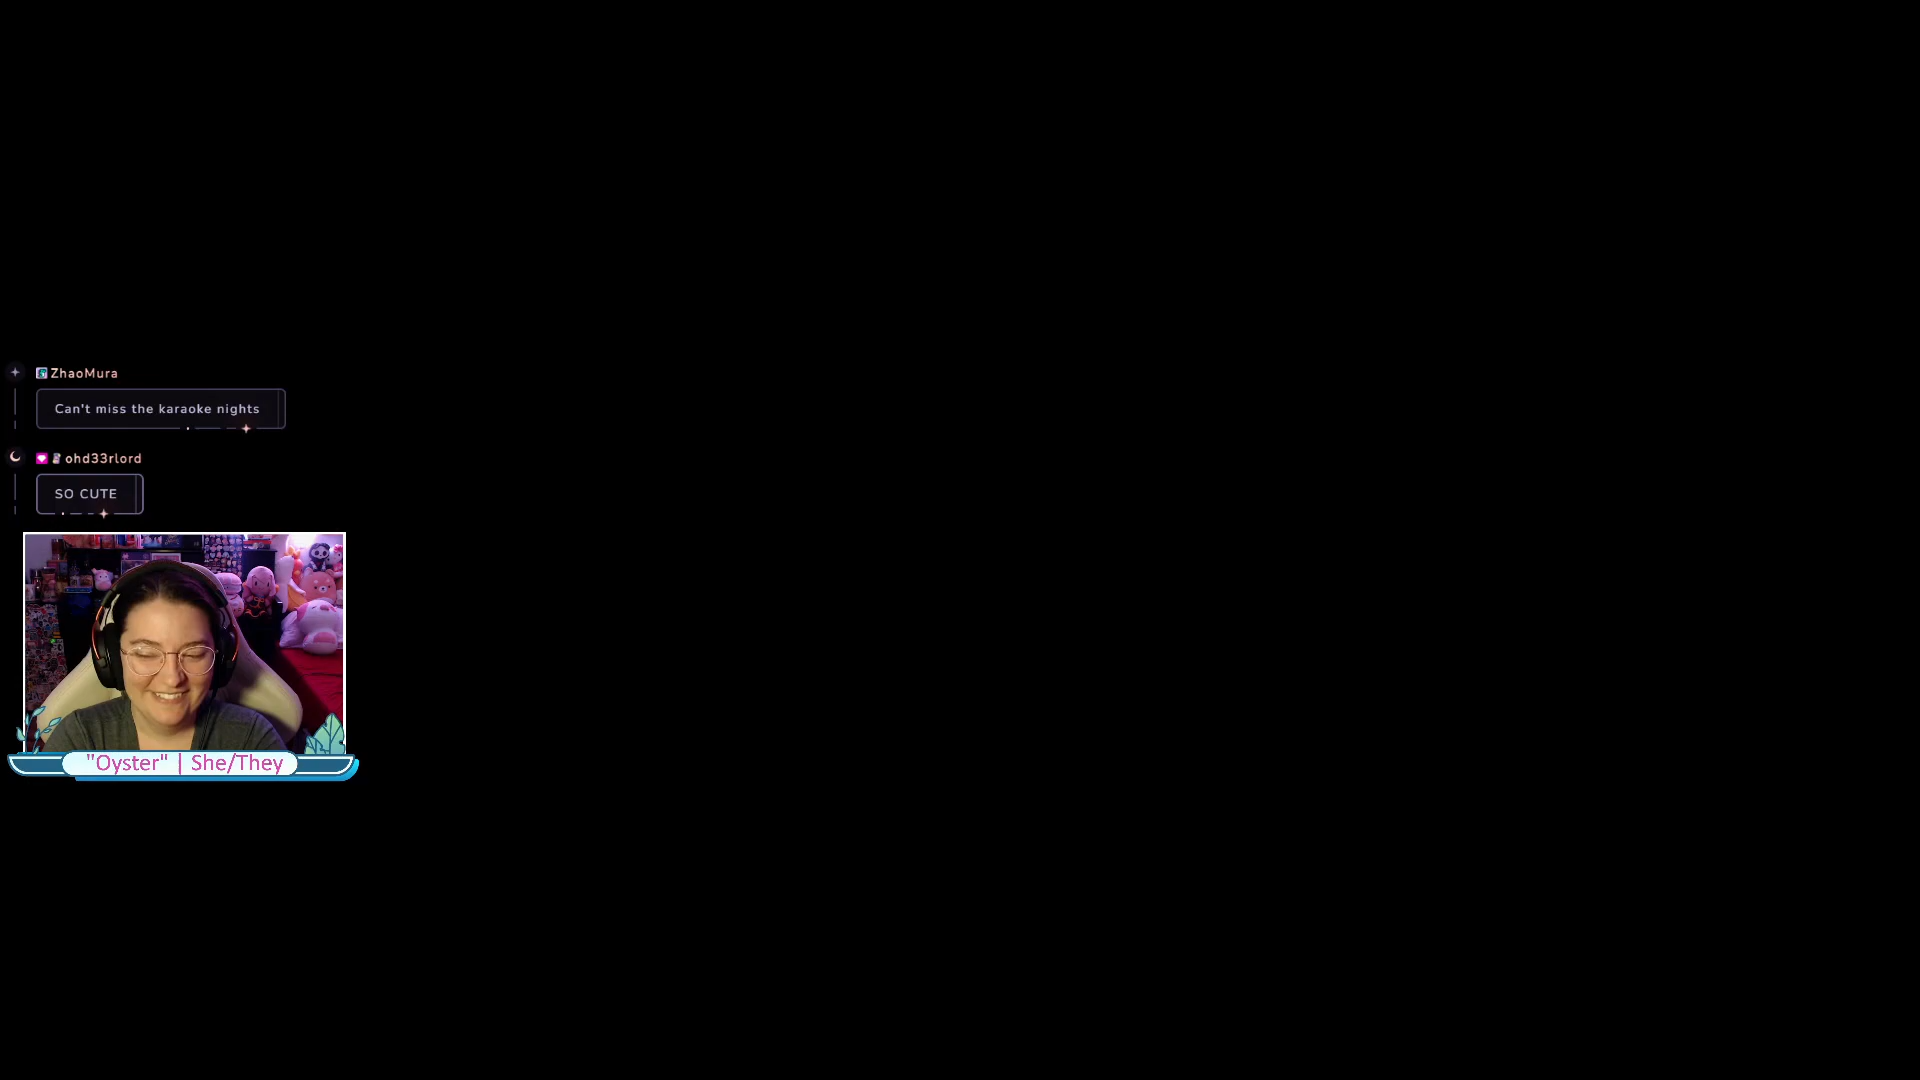 ZhaoMura
Can't miss the karaoke nights
ohd33rlord
SO CUTE
"Oyster" | She/They